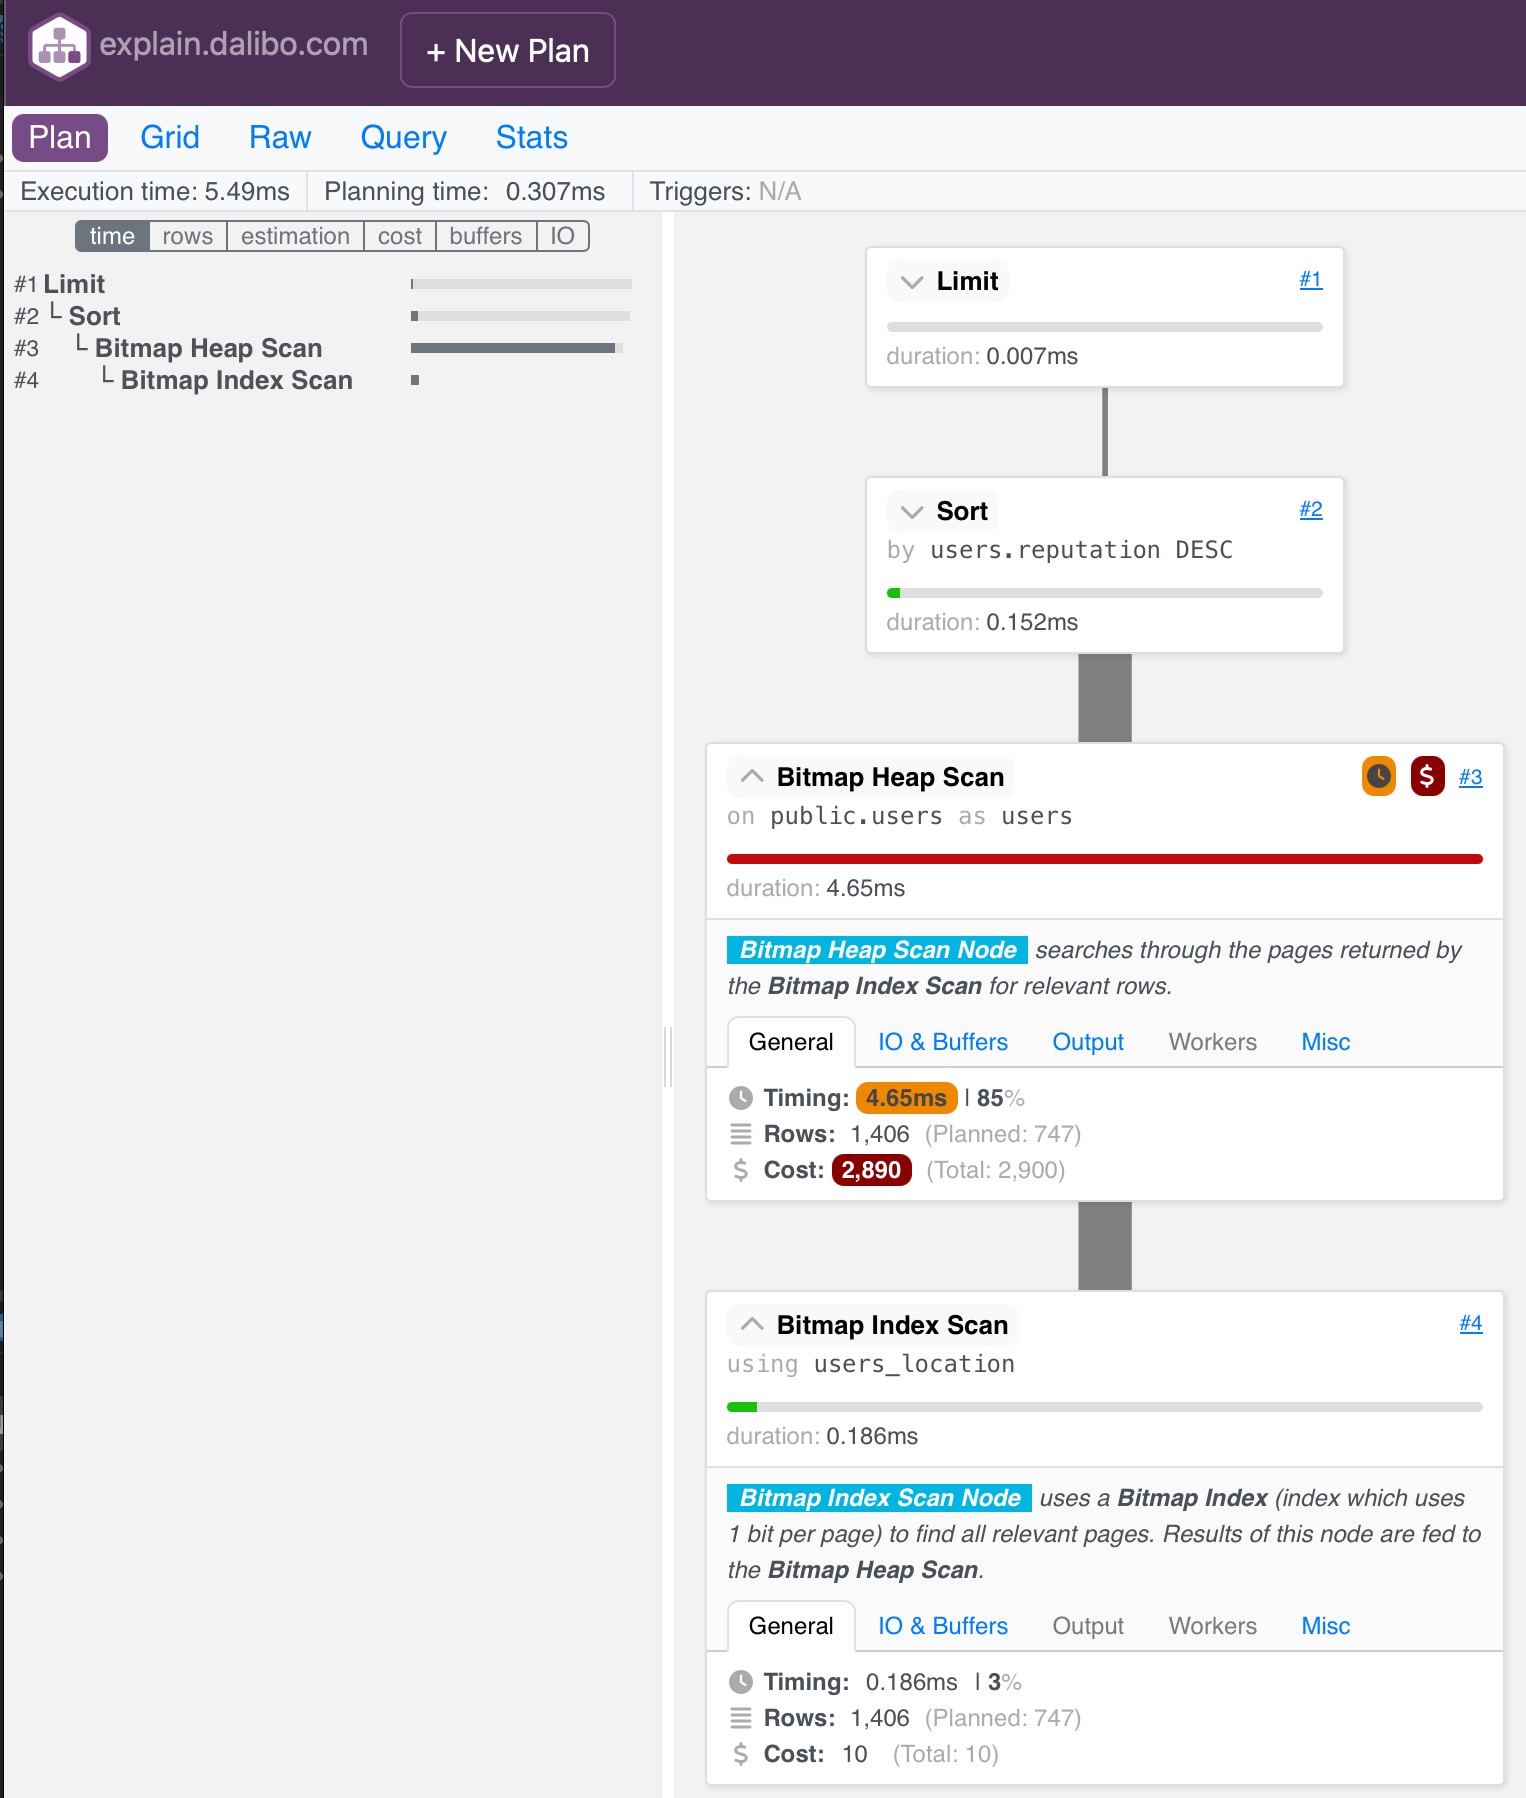 explain.dalibo.com
+ New Plan
Plan Grid Raw Query Stats
Execution time: 5.49ms Planning time: 0.307ms Triggers: N/A
time rows estimation cost buffers IO
#1 Limit
#2 └ Sort
#3 └ Bitmap Heap Scan
#4 └ Bitmap Index Scan
Limit #1
duration: 0.007ms
Sort #2
by users.reputation DESC
duration: 0.152ms
Bitmap Heap Scan $ #3
on public.users as users
duration: 4.65ms
Bitmap Heap Scan Node searches through the pages returned by
the Bitmap Index Scan for relevant rows.
General IO & Buffers Output Workers Misc
Timing: 4.65ms | 85%
Rows: 1,406 (Planned: 747)
$ Cost: 2,890 (Total: 2,900)
Bitmap Index Scan #4
using users_location
duration: 0.186ms
Bitmap Index Scan Node uses a Bitmap Index (index which uses
1 bit per page) to find all relevant pages. Results of this node are fed to
the Bitmap Heap Scan.
General IO & Buffers Output Workers Misc
Timing: 0.186ms | 3%
Rows: 1,406 (Planned: 747)
$ Cost: 10 (Total: 10)